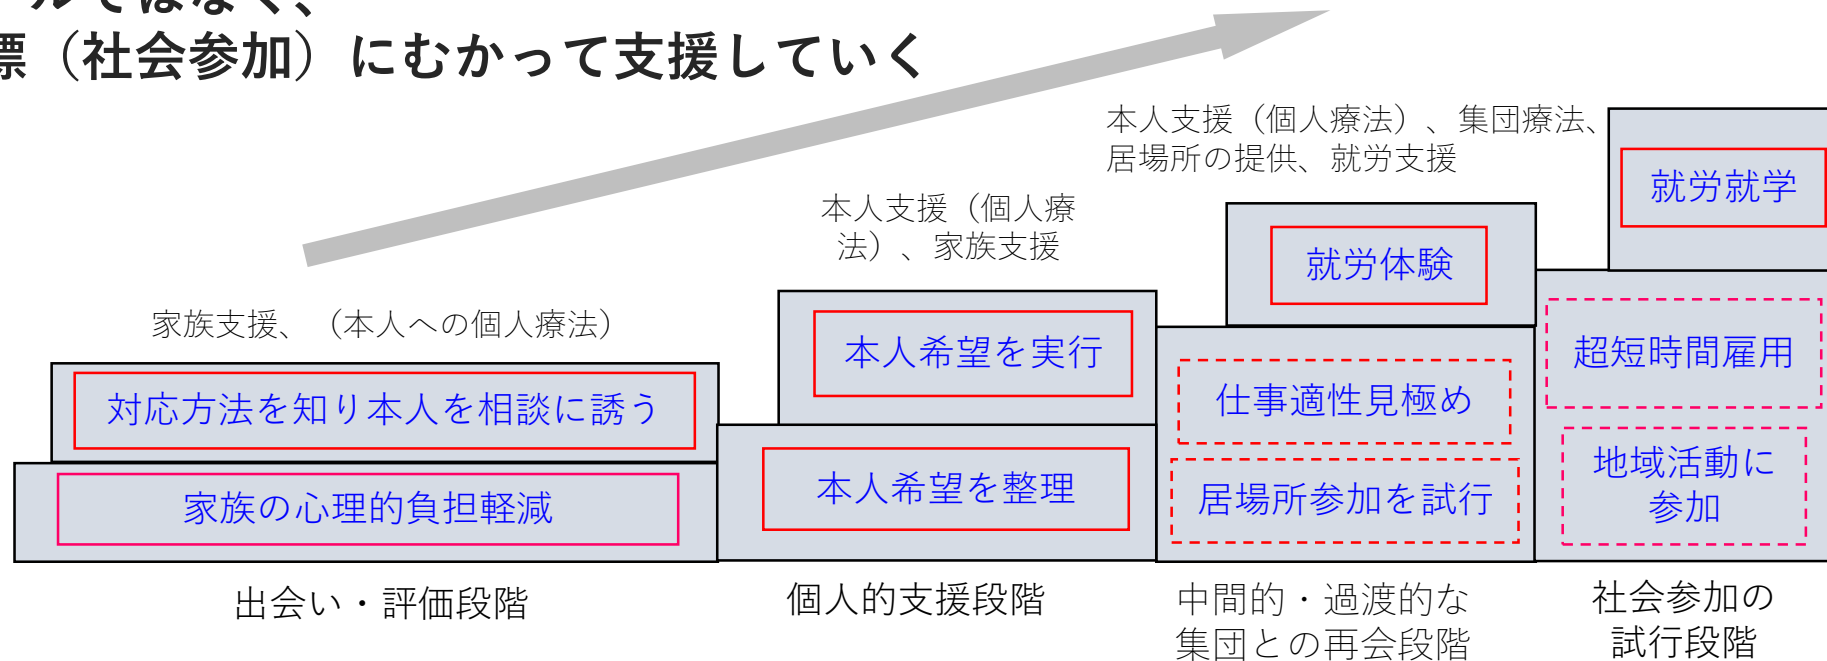 ルではなく、
標（社会参加）にむかって支援していく
本人支援（個人療法）、集団療法、
居場所の提供、就労支援
就労就学
本人支援（個人療
法）、家族支援
就労体験
家族支援、（本人への個人療法）
本人希望を実行
超短時間雇用
対応方法を知り本人を相談に誘う
仕事適性見極め
地域活動に
参加
本人希望を整理
居場所参加を試行
家族の心理的負担軽減
出会い・評価段階
個人的支援段階
中間的・過渡的な
集団との再会段階
社会参加の
試行段階